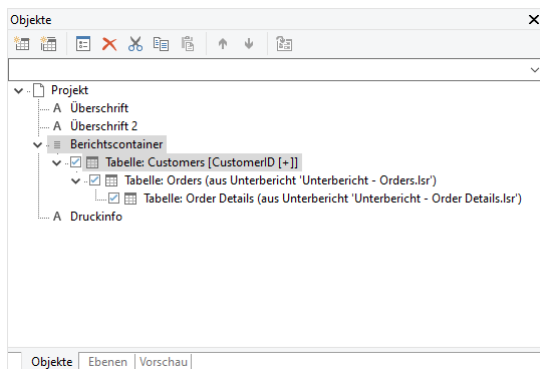 Objekte
Projekt
A Überschrift
A Überschrift 2
Berichtscontainer
Tabelle: Customers [CustomerID [+]]
Tabelle: Orders (aus Unterbericht 'Unterbericht - Orders.lsr')
Tabelle: Order Details (aus Unterbericht 'Unterbericht - Order Details.lsr')
A Druckinfo
Objekte Ebenen Vorschau